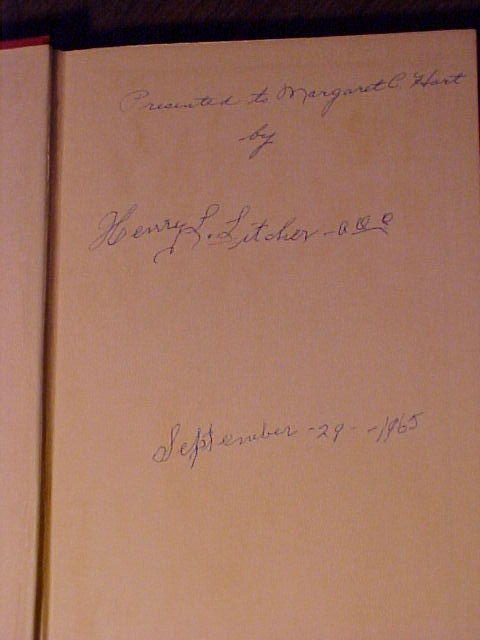 Presented to Margaret C. Hart
by
Henry L. Litcher
September - 29 - - 1965